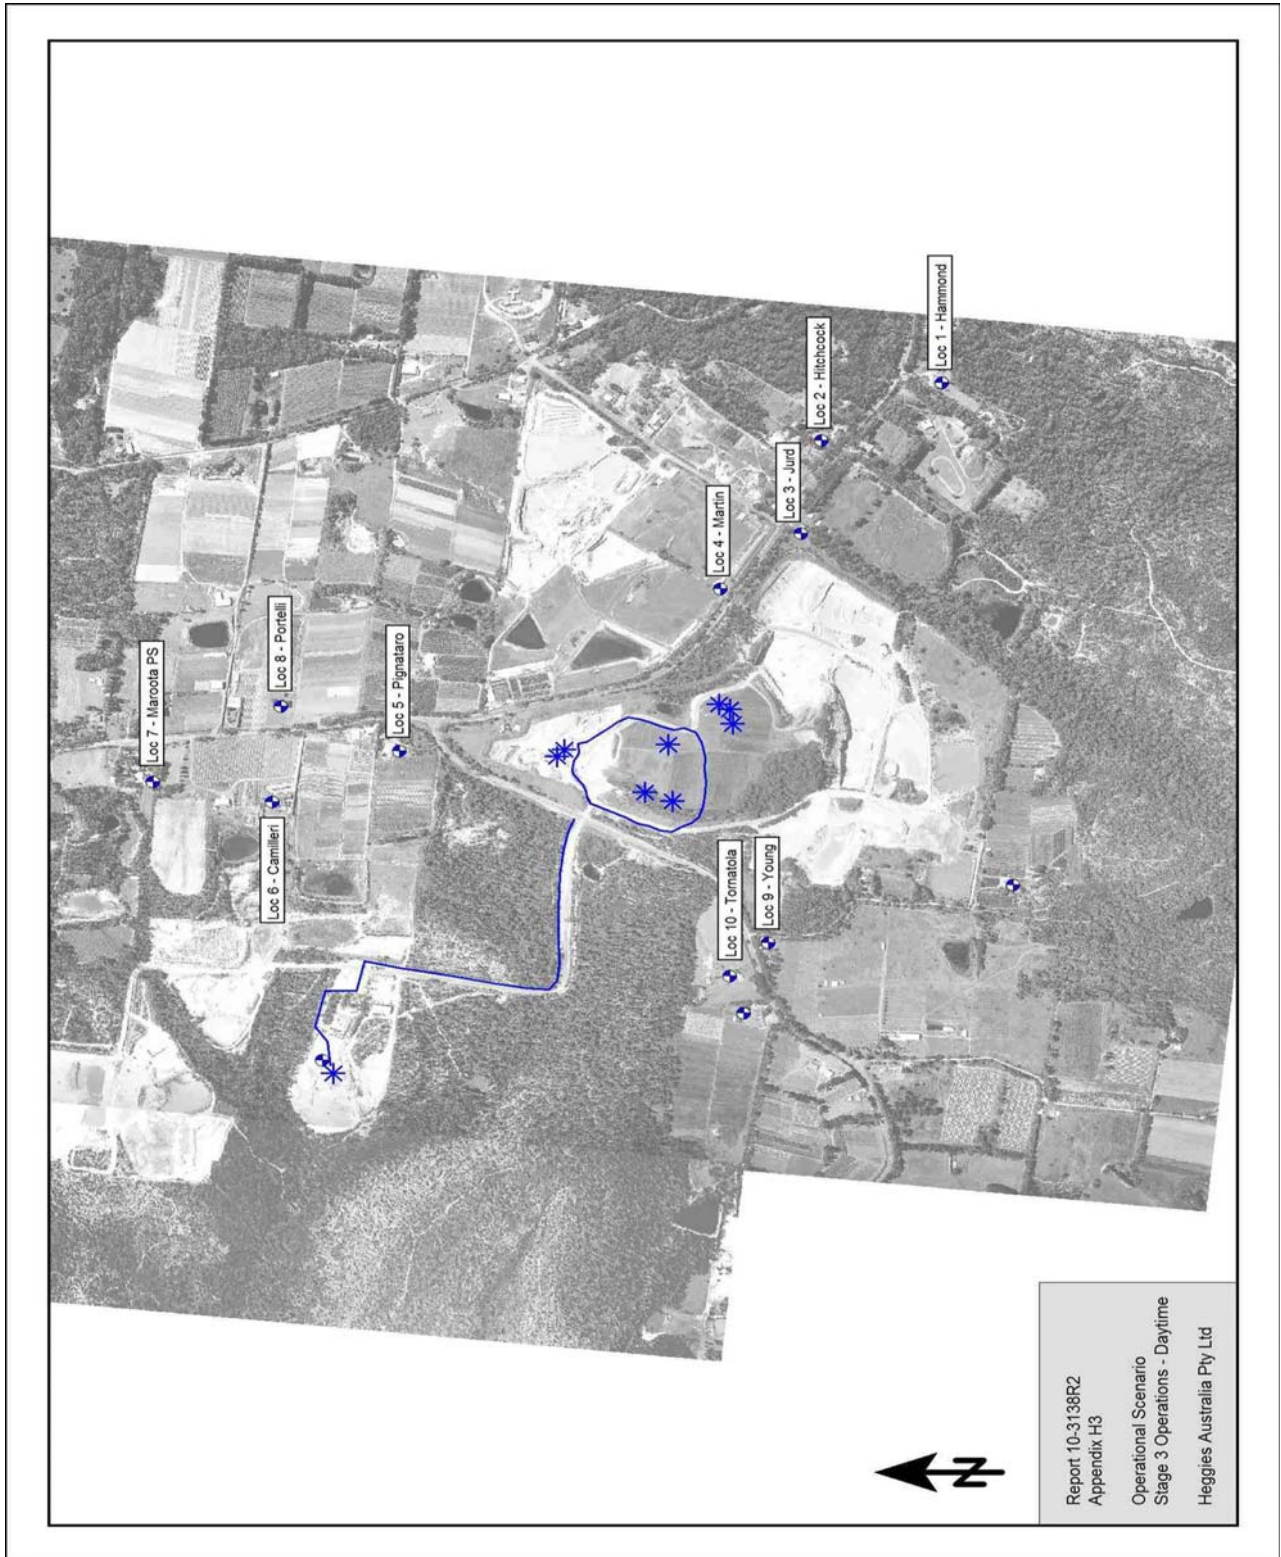 Loc 7 - Maroota PS
Loc 8 - Portelli
Loc 6 - Camilleri
Loc 5 - Pignataro
Loc 4 - Martin
Loc 3 - Jurd
Loc 2 - Hitchcock
Loc 1 - Hammond
Loc 10 - Tornatola
Loc 9 - Young
N
Report 10-3138R2
Appendix H3
Operational Scenario
Stage 3 Operations - Daytime
Heggies Australia Pty Ltd